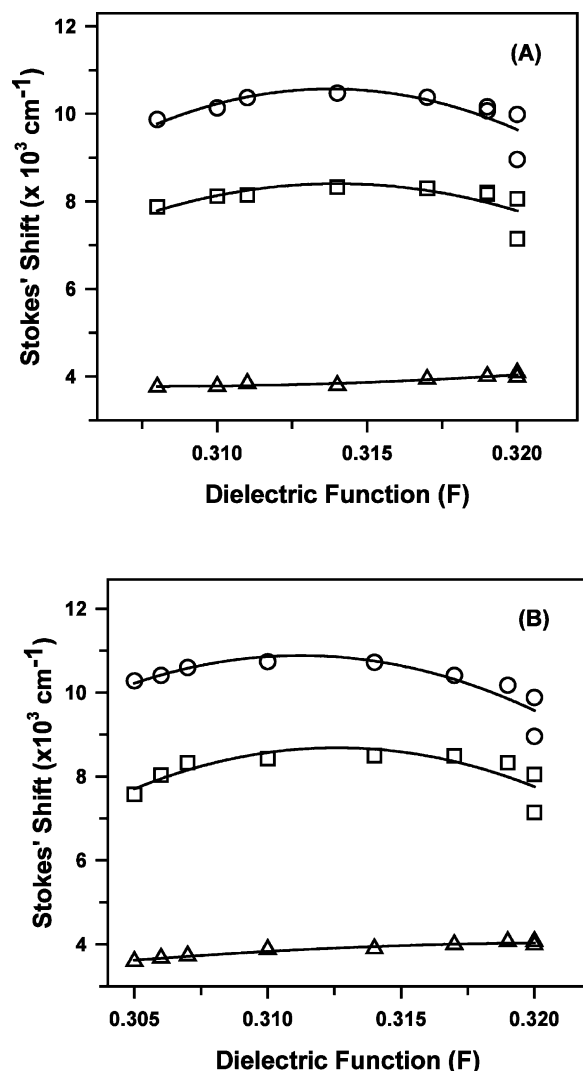 12
(A)
10
8
6
4
Stokes' Shift (x 10³ cm⁻¹)
0.310 0.315 0.320
Dielectric Function (F)
12
(B)
10
8
6
4
Stokes' Shift (x10³ cm⁻¹)
0.305 0.310 0.315 0.320
Dielectric Function (F)